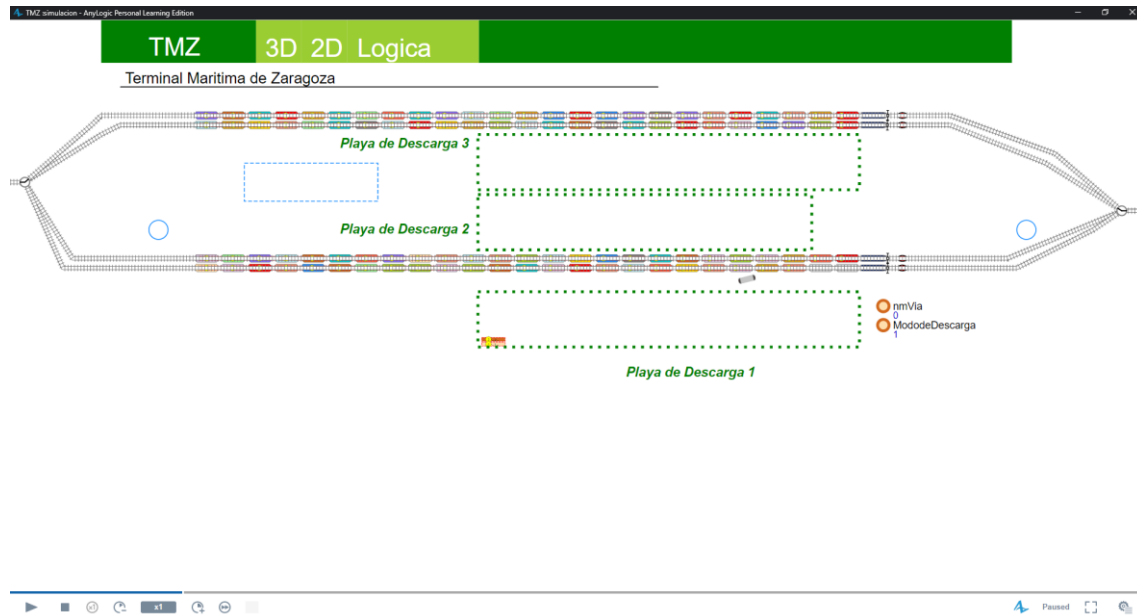 TMZ simulacion - AnyLogic Personal Learning Edition
TMZ 3D 2D Logica
Terminal Maritima de Zaragoza
Playa de Descarga 3
Playa de Descarga 2
nmVia
0
MododeDescarga
1
Playa de Descarga 1
x1
Paused